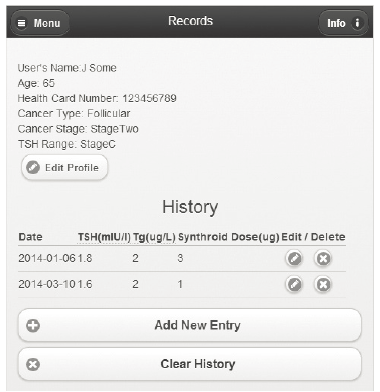 Menu Records Info
User's Name:J Some
Age: 65
Health Card Number: 123456789
Cancer Type: Follicular
Cancer Stage: StageTwo
TSH Range: StageC
Edit Profile
History
Date TSH(mIU/l) Tg(ug/L) Synthroid Dose(ug) Edit / Delete
2014-01-06 1.8 2 3
2014-03-10 1.6 2 1
Add New Entry
Clear History